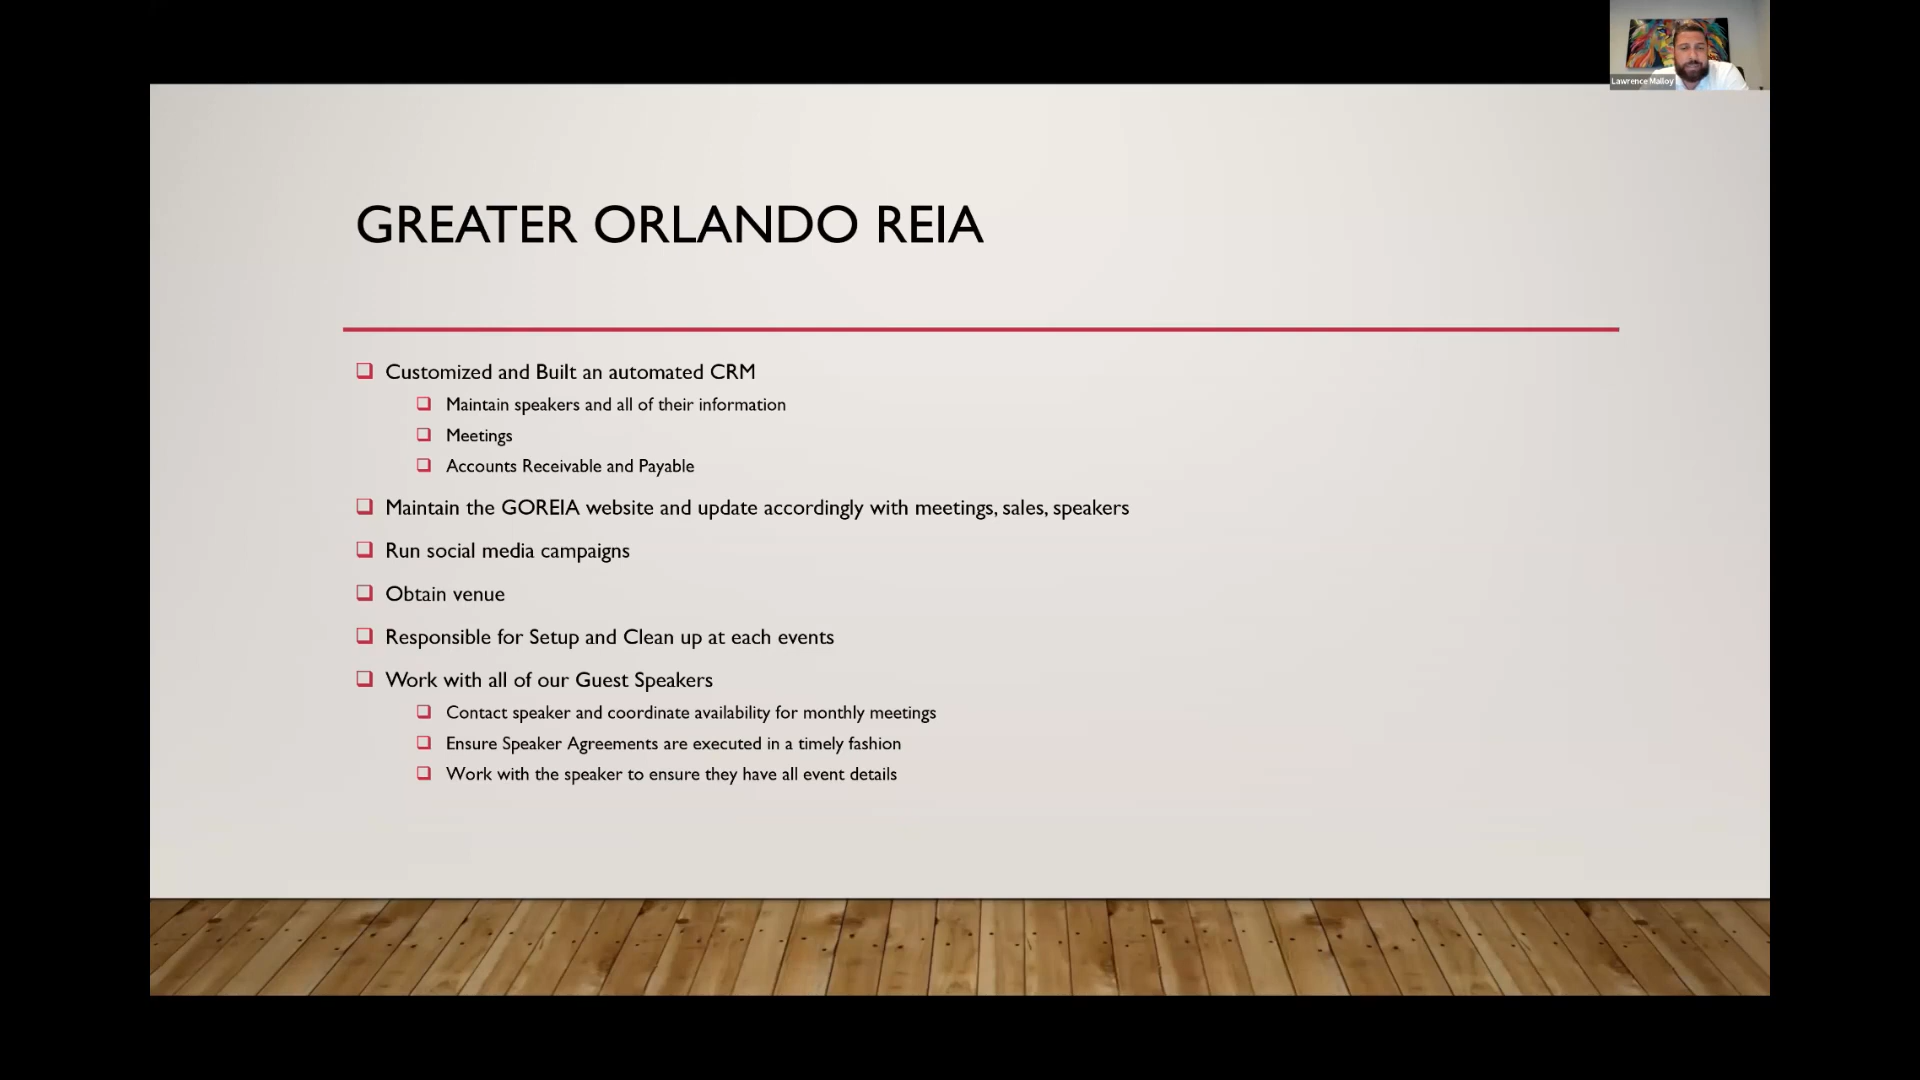 Lawrence Malloy
GREATER ORLANDO REIA
Customized and Built an automated CRM
Maintain speakers and all of their information
Meetings
Accounts Receivable and Payable
Maintain the GOREIA website and update accordingly with meetings, sales, speakers
Run social media campaigns
Obtain venue
Responsible for Setup and Clean up at each events
Work with all of our Guest Speakers
Contact speaker and coordinate availability for monthly meetings
Ensure Speaker Agreements are executed in a timely fashion
Work with the speaker to ensure they have all event details